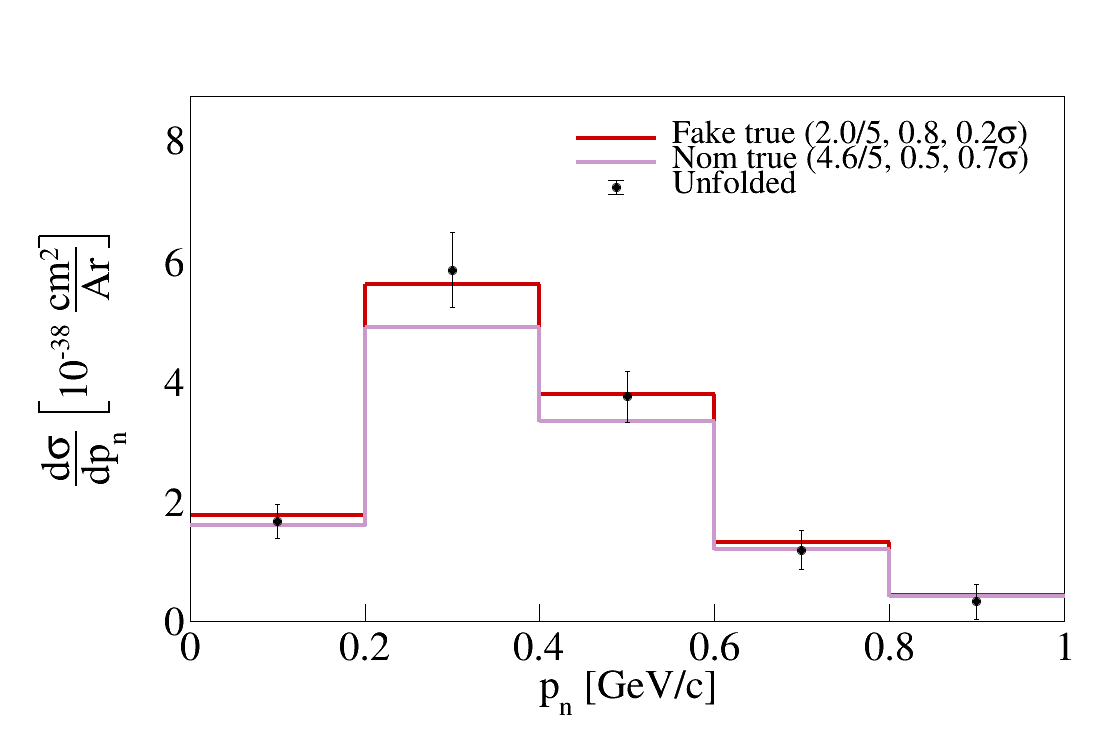 Fake true (2.0/5, 0.8, 0.2σ)
Nom true (4.6/5, 0.5, 0.7σ)
Unfolded
8
6
4
2
0
dσ/dpₙ [10⁻³⁸ cm²/Ar]
0 0.2 0.4 0.6 0.8 1
pₙ [GeV/c]